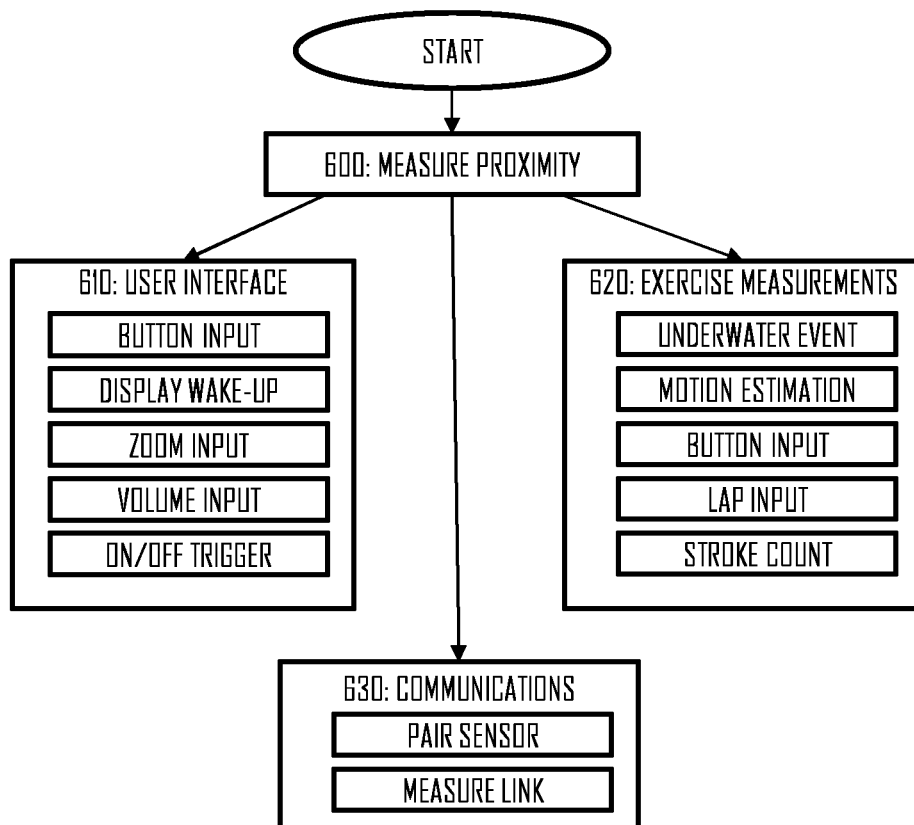 START
600: MEASURE PROXIMITY
610: USER INTERFACE
BUTTON INPUT
DISPLAY WAKE-UP
ZOOM INPUT
VOLUME INPUT
ON/OFF TRIGGER
620: EXERCISE MEASUREMENTS
UNDERWATER EVENT
MOTION ESTIMATION
BUTTON INPUT
LAP INPUT
STROKE COUNT
630: COMMUNICATIONS
PAIR SENSOR
MEASURE LINK